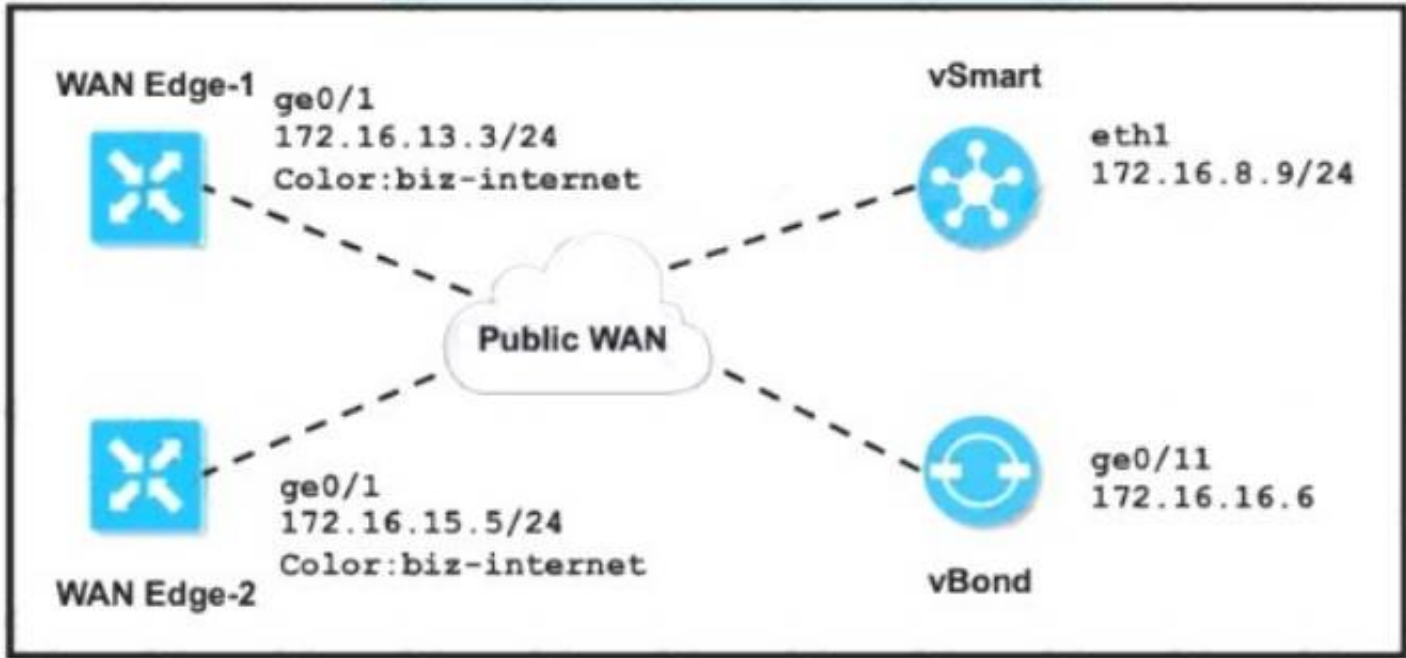 WAN Edge-1
ge0/1
172.16.13.3/24
Color:biz-internet
vSmart
eth1
172.16.8.9/24
Public WAN
ge0/1
172.16.15.5/24
Color:biz-internet
WAN Edge-2
ge0/11
172.16.16.6
vBond